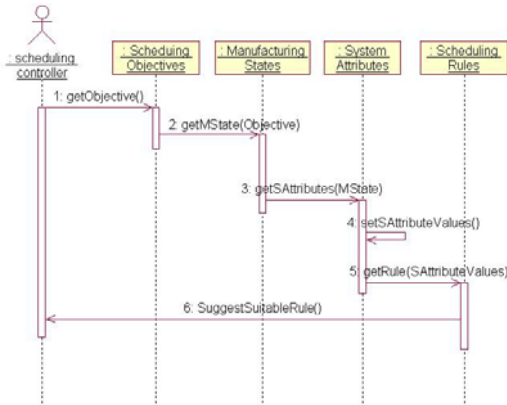 : scheduling
controller
: Scheduing
Objectives
: Manufacturing
States
: System
Attributes
: Scheduling
Rules
1: getObjective()
2: getMState(Objective)
3: getSAttributes(MState)
4: setSAttributeValues()
5: getRule(SAttributeValues)
6: SuggestSuitableRule()